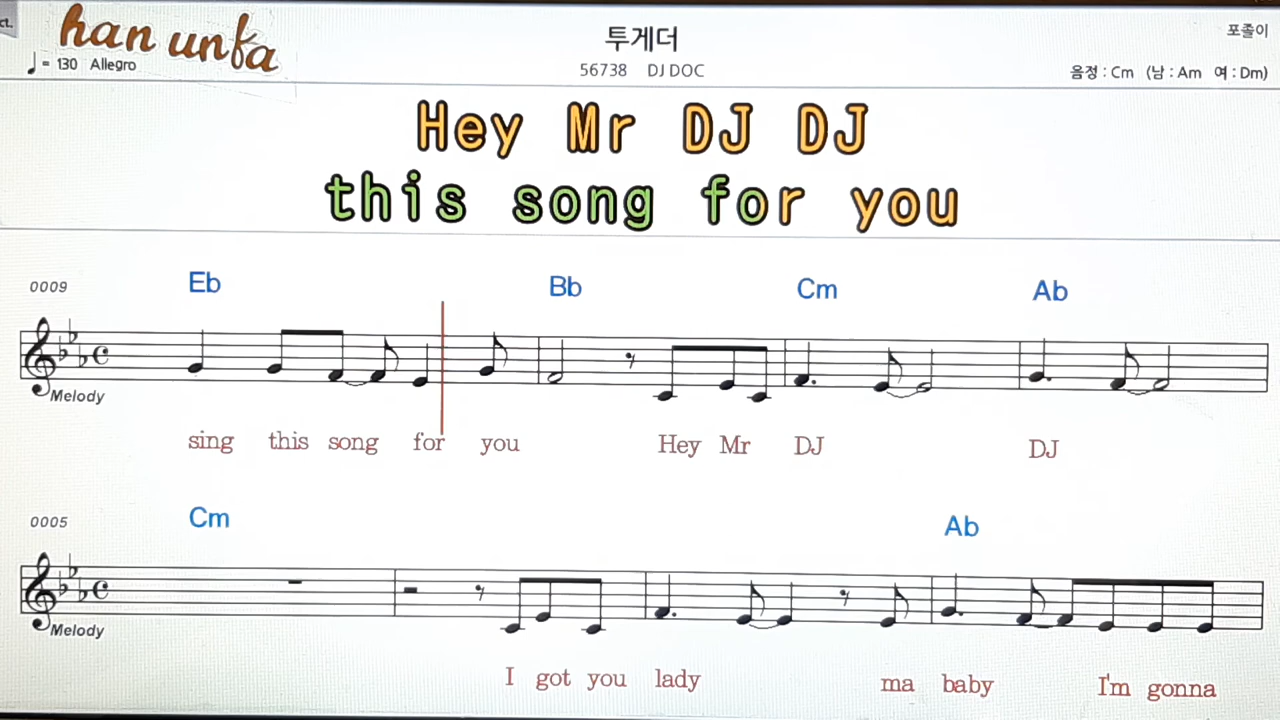 ct.
han unfa
♩= 130 Allegro
투게더
56738 DJ DOC
포졸이
음정 : Cm (남 : Am 여 : Dm)
Hey Mr DJ DJ
this song for you
0009
Eb Bb Cm Ab
Melody
sing this song for you Hey Mr DJ DJ
0005
Cm Ab
Melody
I got you lady ma baby I'm gonna